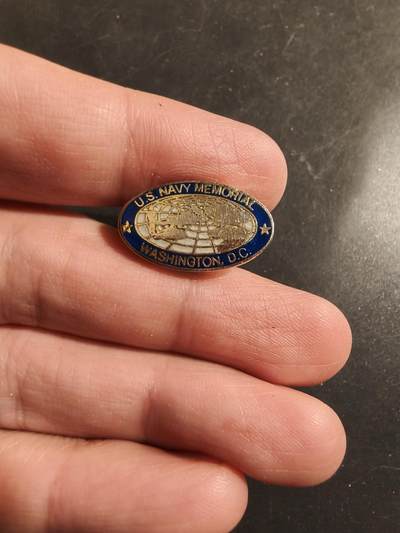 U.S. NAVY MEMORIAL
WASHINGTON, D.C.